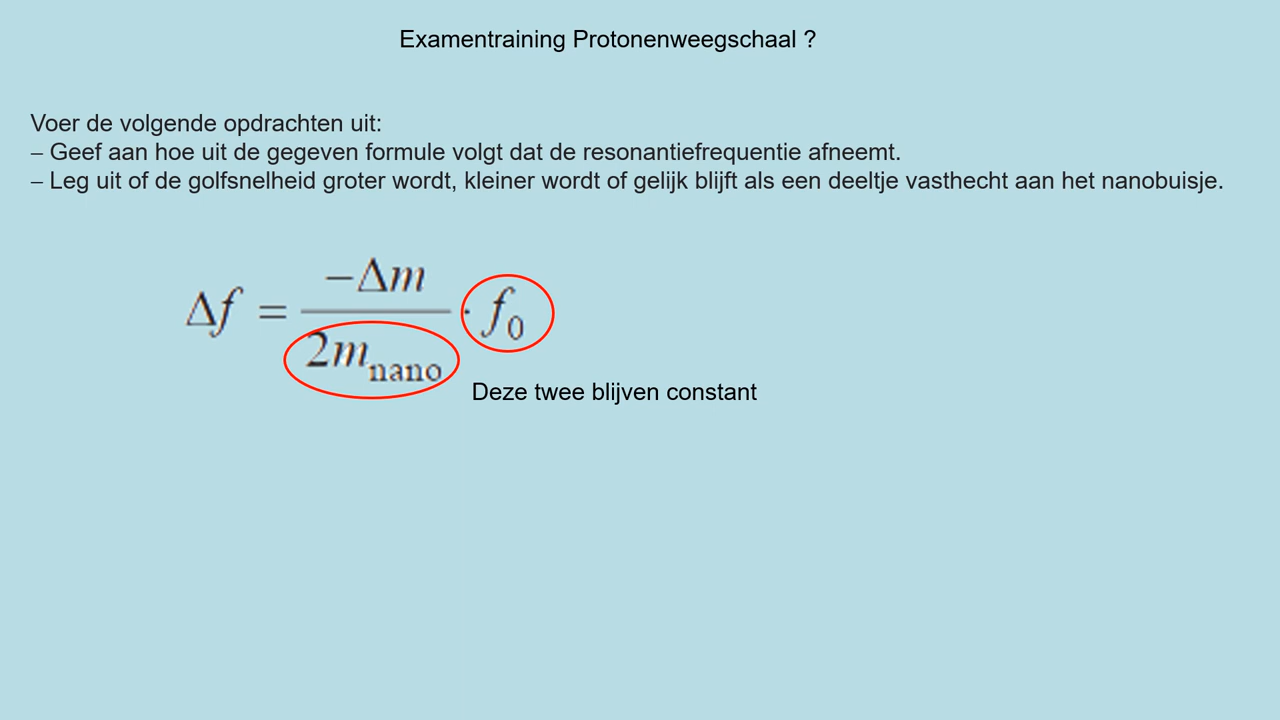 Examentraining Protonenweegschaal ?
Voer de volgende opdrachten uit:
– Geef aan hoe uit de gegeven formule volgt dat de resonantiefrequentie afneemt.
– Leg uit of de golfsnelheid groter wordt, kleiner wordt of gelijk blijft als een deeltje vasthecht aan het nanobuisje.
Δf = −Δm / 2m_nano · f₀
Deze twee blijven constant